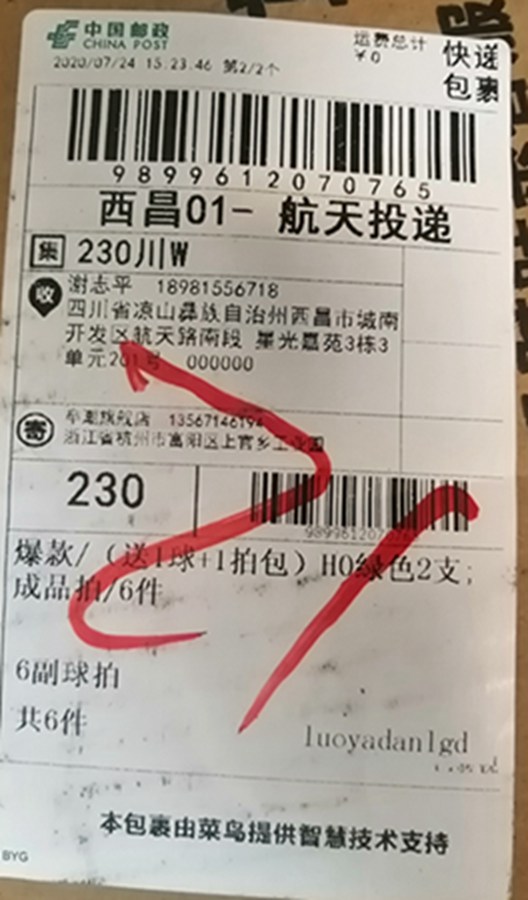 中国邮政
CHINA POST
运费总计
¥0
快递
包裹
2020/07/24 15.23.46 第2/2个
9899612070765
西昌01- 航天投递
集 230川W
收 谢志平 18981556718
四川省凉山彝族自治州西昌市城南
开发区航天路南段 星光嘉苑3栋3
单元201号 000000
寄 旗舰店 13567146194
浙江省杭州市富阳区上官乡工业园
230
爆款/（送1球+1拍包）HO绿色2支;
成品拍/6件
6副球拍
共6件
luoyadanlgd
本包裹由菜鸟提供智慧技术支持
BYG